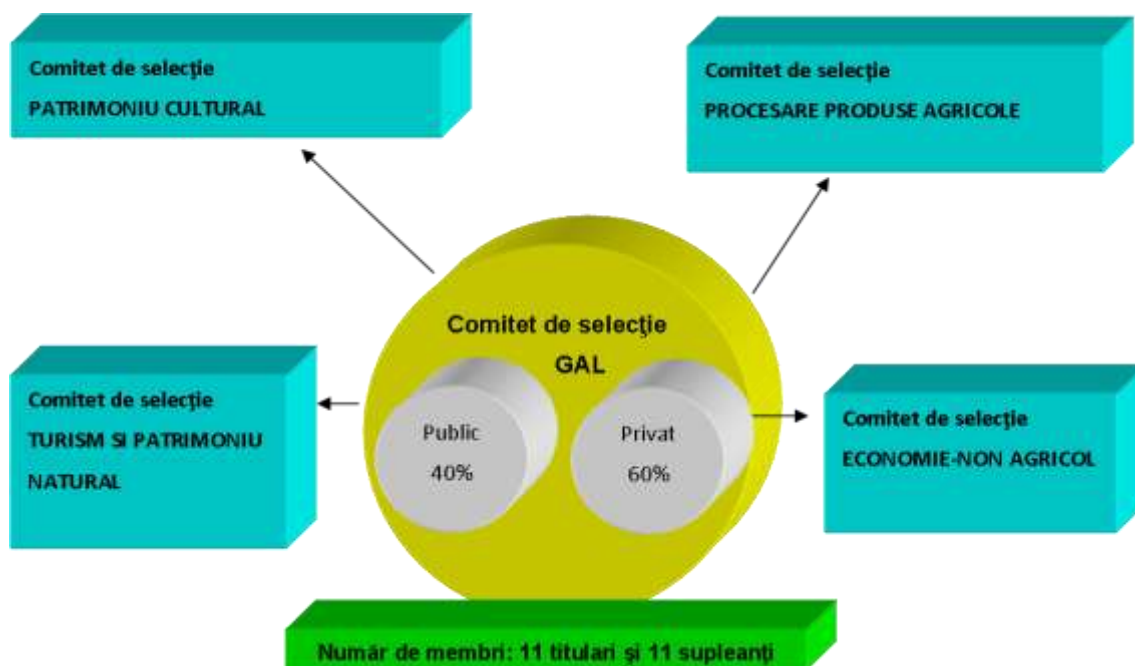 Comitet de selecţie
PATRIMONIU CULTURAL
Comitet de selecţie
PROCESARE PRODUSE AGRICOLE
Comitet de selecţie
GAL
Public
40%
Privat
60%
Comitet de selecţie
TURISM SI PATRIMONIU
NATURAL
Comitet de selecţie
ECONOMIE-NON AGRICOL
Număr de membri: 11 titulari şi 11 supleanţi